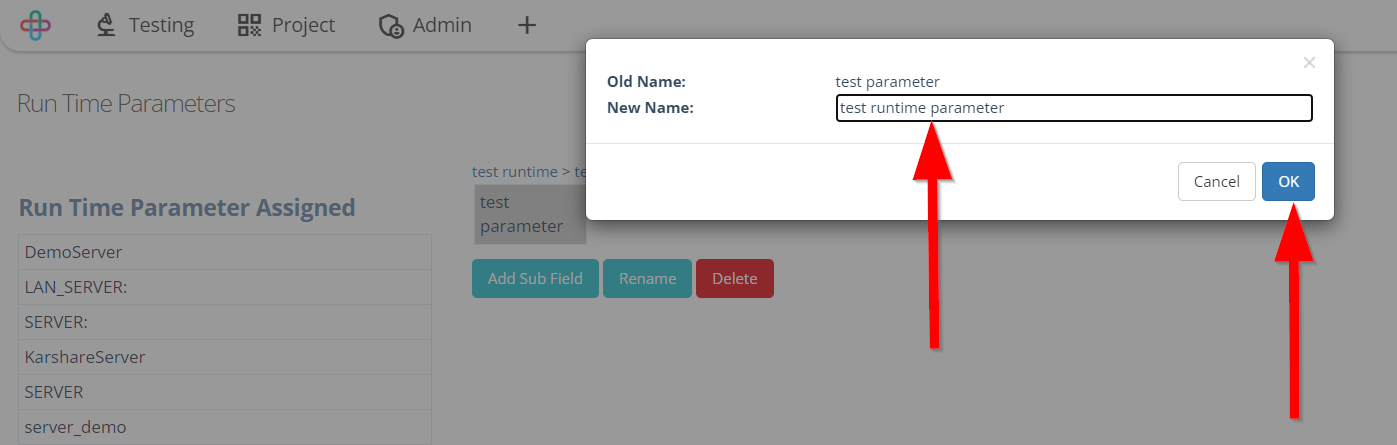 Testing Project Admin +
Old Name: test parameter
New Name: test runtime parameter
Cancel OK
Run Time Parameters
test runtime >
Run Time Parameter Assigned
test
parameter
DemoServer
LAN_SERVER:
SERVER:
KarshareServer
SERVER
server_demo
Add Sub Field Rename Delete